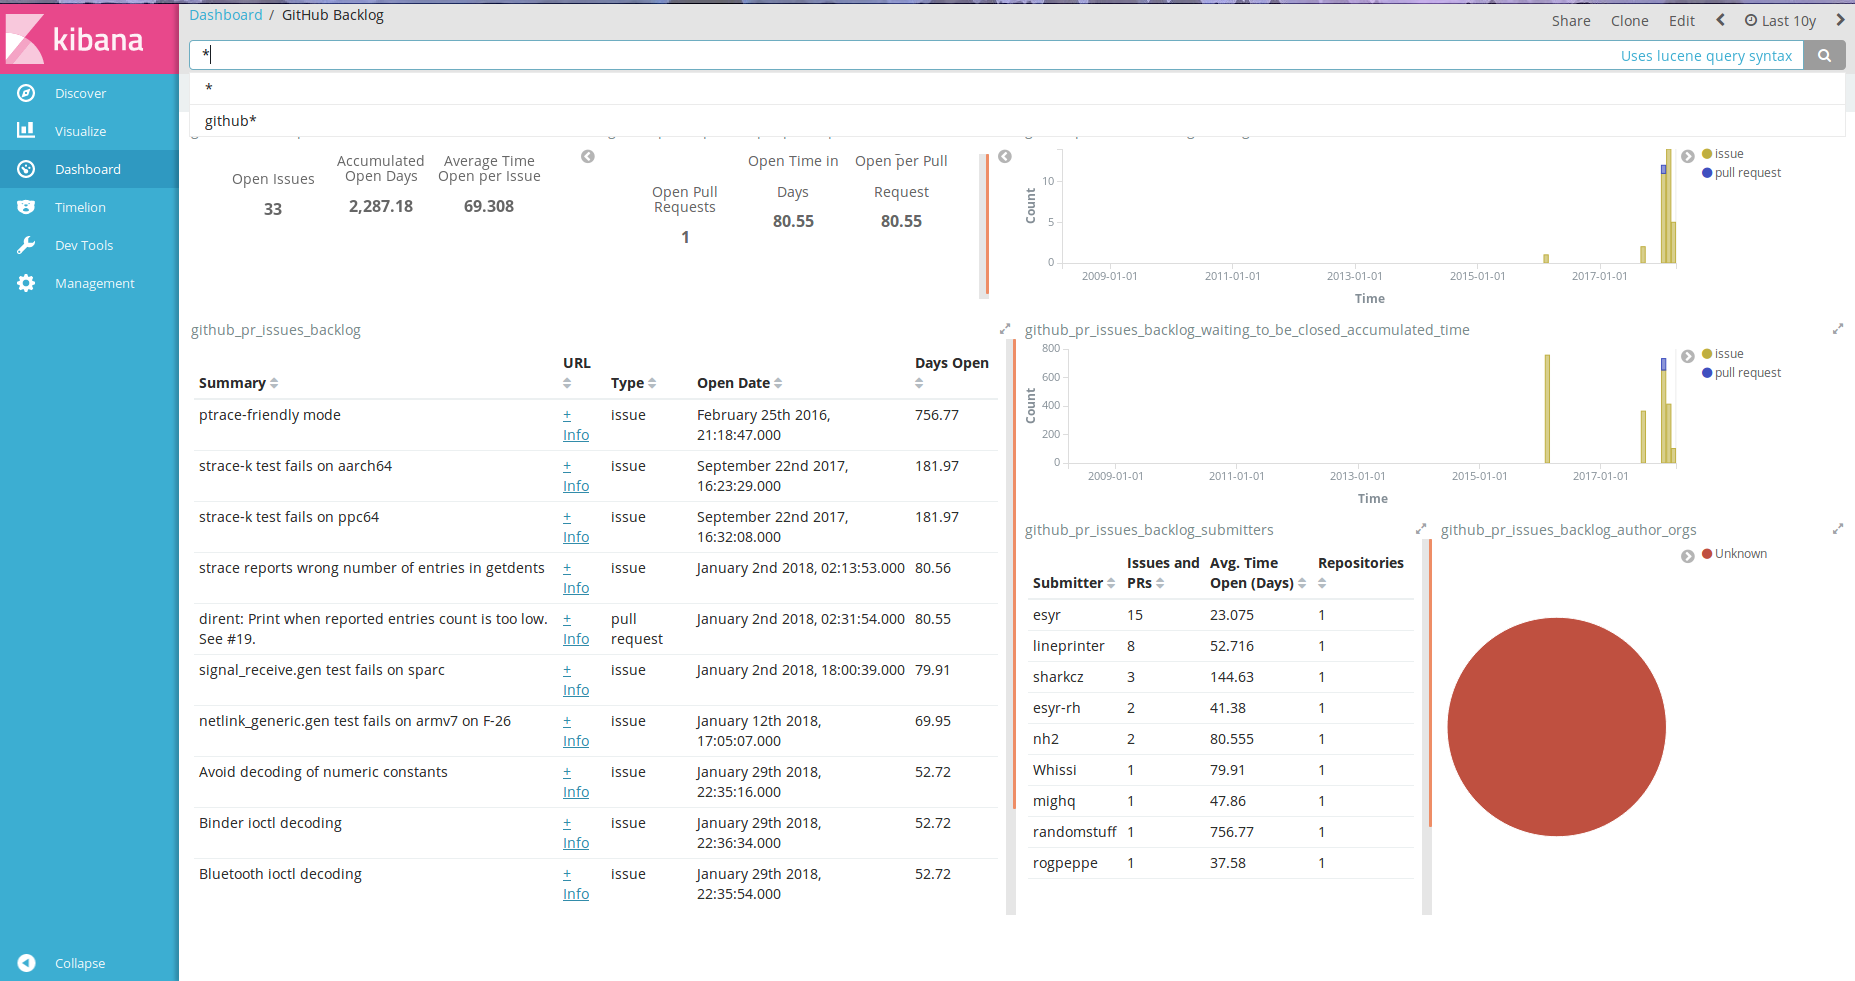 Dashboard / GitHub Backlog
Share Clone Edit Last 10y
kibana
*
Uses lucene query syntax
*
github*
Discover
Visualize
Dashboard
Timelion
Dev Tools
Management
Collapse
Open Issues
33
Accumulated
Open Days
2,287.18
Average Time
Open per Issue
69.308
Open Pull
Requests
1
Open Time in
Days
80.55
Open per Pull
Request
80.55
Count
10
5
0
2009-01-01 2011-01-01 2013-01-01 2015-01-01 2017-01-01
Time
issue
pull request
github_pr_issues_backlog
Summary URL Type Open Date Days Open
ptrace-friendly mode + issue February 25th 2016, 756.77
Info 21:18:47.000
strace-k test fails on aarch64 + issue September 22nd 2017, 181.97
Info 16:23:29.000
strace-k test fails on ppc64 + issue September 22nd 2017, 181.97
Info 16:32:08.000
strace reports wrong number of entries in getdents + issue January 2nd 2018, 02:13:53.000 80.56
Info
dirent: Print when reported entries count is too low. + pull January 2nd 2018, 02:31:54.000 80.55
See #19. Info request
signal_receive.gen test fails on sparc + issue January 2nd 2018, 18:00:39.000 79.91
Info
netlink_generic.gen test fails on armv7 on F-26 + issue January 12th 2018, 69.95
Info 17:05:07.000
Avoid decoding of numeric constants + issue January 29th 2018, 52.72
Info 22:35:16.000
Binder ioctl decoding + issue January 29th 2018, 52.72
Info 22:36:34.000
Bluetooth ioctl decoding + issue January 29th 2018, 52.72
Info 22:35:54.000
github_pr_issues_backlog_waiting_to_be_closed_accumulated_time
Count
800
600
400
200
0
2009-01-01 2011-01-01 2013-01-01 2015-01-01 2017-01-01
Time
issue
pull request
github_pr_issues_backlog_submitters
Issues and Avg. Time Repositories
Submitter PRs Open (Days)
esyr 15 23.075 1
lineprinter 8 52.716 1
sharkcz 3 144.63 1
esyr-rh 2 41.38 1
nh2 2 80.555 1
Whissi 1 79.91 1
mighq 1 47.86 1
randomstuff 1 756.77 1
rogpeppe 1 37.58 1
github_pr_issues_backlog_author_orgs
Unknown